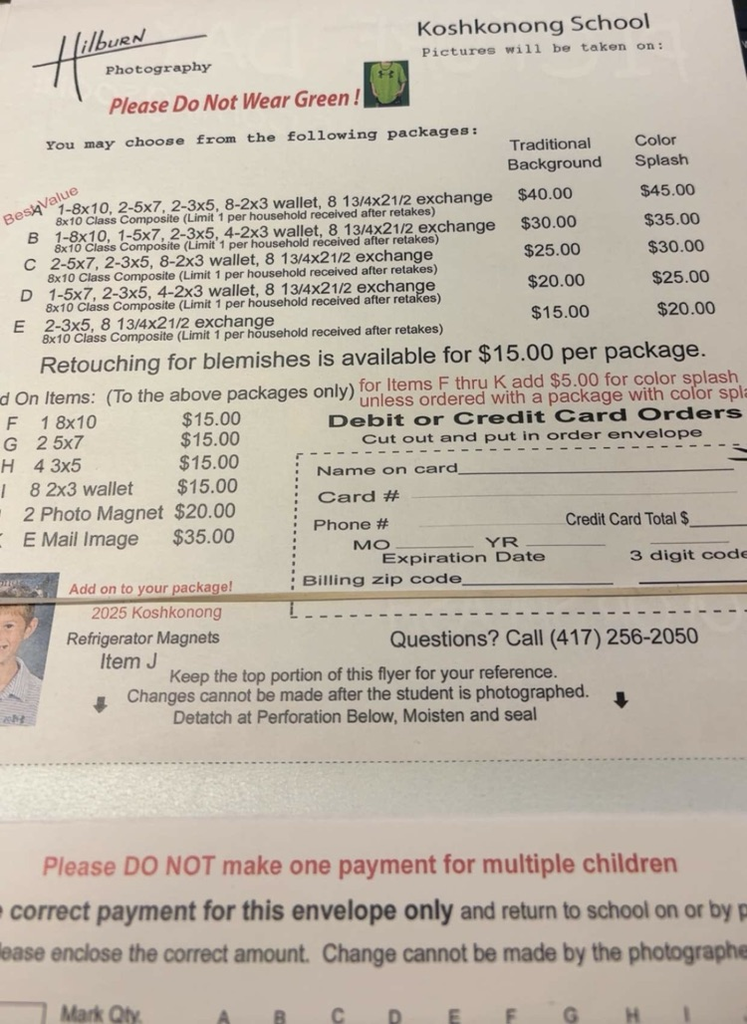 Hilburn
Photography
Koshkonong School
Pictures will be taken on:
Please Do Not Wear Green !
You may choose from the following packages:
Traditional Background
Color Splash
Best Value
A 1-8x10, 2-5x7, 2-3x5, 8-2x3 wallet, 8 13/4x21/2 exchange $40.00 $45.00
8x10 Class Composite (Limit 1 per household received after retakes)
B 1-8x10, 1-5x7, 2-3x5, 4-2x3 wallet, 8 13/4x21/2 exchange $30.00 $35.00
8x10 Class Composite (Limit 1 per household received after retakes)
C 2-5x7, 2-3x5, 8-2x3 wallet, 8 13/4x21/2 exchange $25.00 $30.00
8x10 Class Composite (Limit 1 per household received after retakes)
D 1-5x7, 2-3x5, 4-2x3 wallet, 8 13/4x21/2 exchange $20.00 $25.00
8x10 Class Composite (Limit 1 per household received after retakes)
E 2-3x5, 8 13/4x21/2 exchange $15.00 $20.00
8x10 Class Composite (Limit 1 per household received after retakes)
Retouching for blemishes is available for $15.00 per package.
d On Items: (To the above packages only) for Items F thru K add $5.00 for color splash
unless ordered with a package with color spla
F 1 8x10 $15.00
G 2 5x7 $15.00
H 4 3x5 $15.00
I 8 2x3 wallet $15.00
2 Photo Magnet $20.00
E Mail Image $35.00
Debit or Credit Card Orders
Cut out and put in order envelope
Name on card
Card #
Phone # Credit Card Total $
MO YR
Expiration Date 3 digit code
Billing zip code
Add on to your package!
2025 Koshkonong
Refrigerator Magnets
Item J
Questions? Call (417) 256-2050
Keep the top portion of this flyer for your reference.
Changes cannot be made after the student is photographed.
Detatch at Perforation Below, Moisten and seal
Please DO NOT make one payment for multiple children
correct payment for this envelope only and return to school on or by p
lease enclose the correct amount. Change cannot be made by the photographe
Mark Qty. A B C D E F G H I